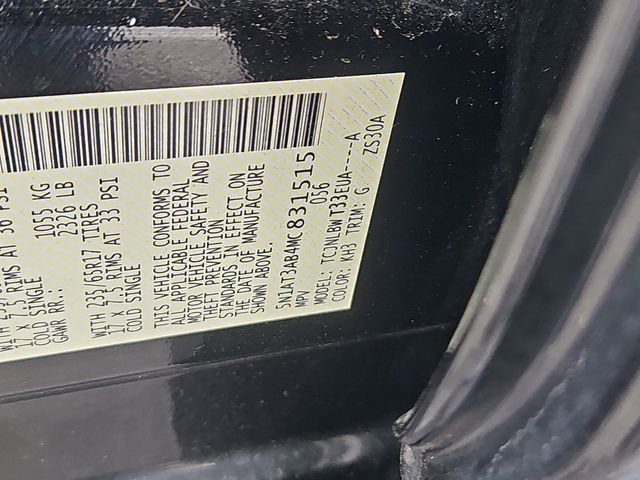 17 X 7.5 RIMS AT 36 PSI
COLD SINGLE
GAWR RR.: 1055 KG
2326 LB
WITH 235/65R17 TIRES
17 X 7.5 RIMS AT 33 PSI
COLD SINGLE
THIS VEHICLE CONFORMS TO
ALL APPLICABLE FEDERAL
MOTOR VEHICLE SAFETY AND
THEFT PREVENTION
STANDARDS IN EFFECT ON
THE DATE OF MANUFACTURE
SHOWN ABOVE.
5N1AT3AB4MC831515
MPV 056
MODEL: TCJNLBWT33EUA----A
COLOR: KH3 TRIM: G ZS30A